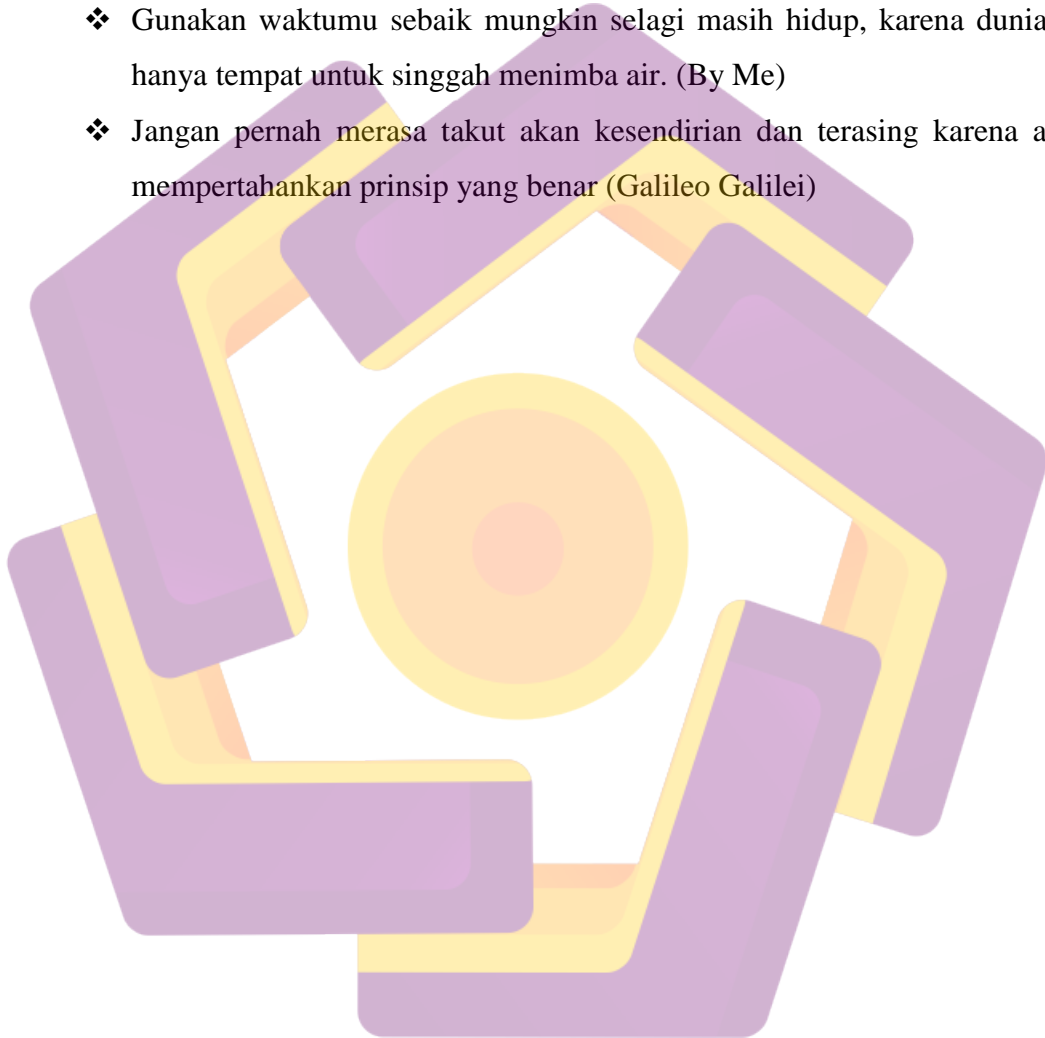 ❖ Gunakan waktumu sebaik mungkin selagi masih hidup, karena dunia
hanya tempat untuk singgah menimba air. (By Me)
❖ Jangan pernah merasa takut akan kesendirian dan terasing karena a
mempertahankan prinsip yang benar (Galileo Galilei)